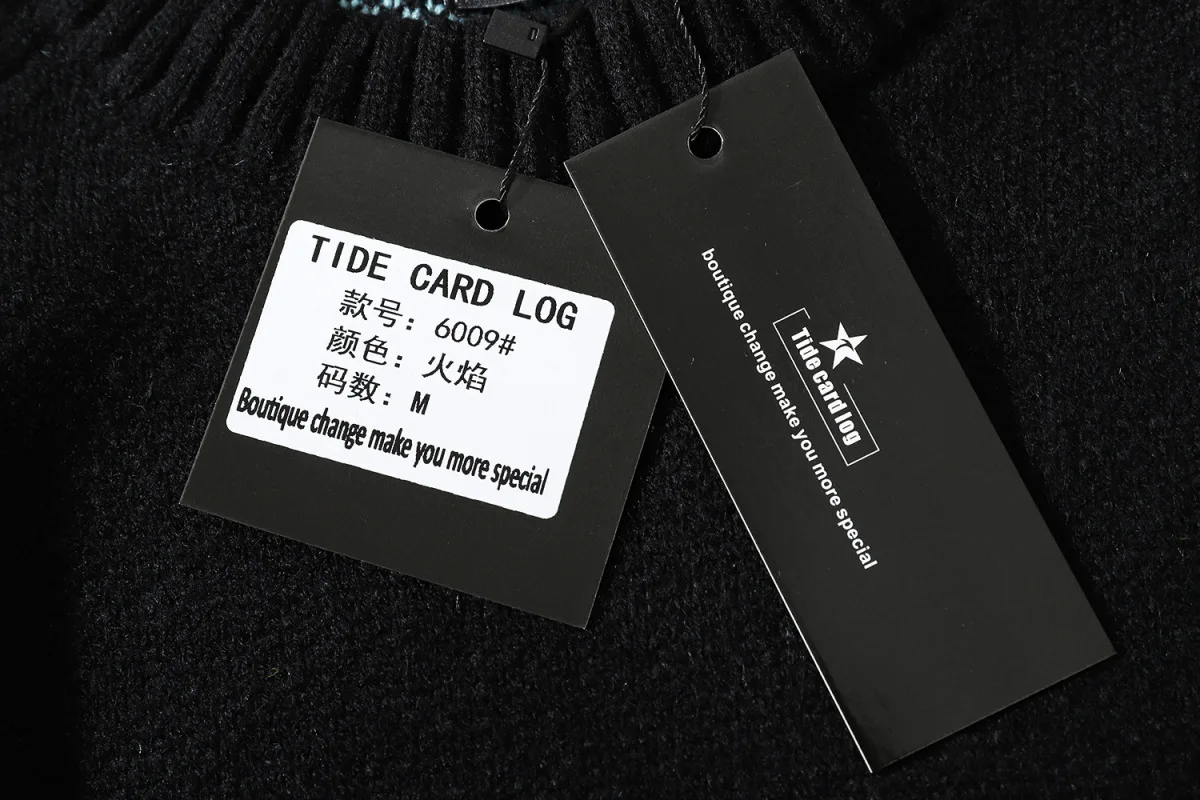 TIDE CARD LOG
款号：6009#
颜色：火焰
码数：M
Boutique change make you more special
Tide card log
boutique change make you more special